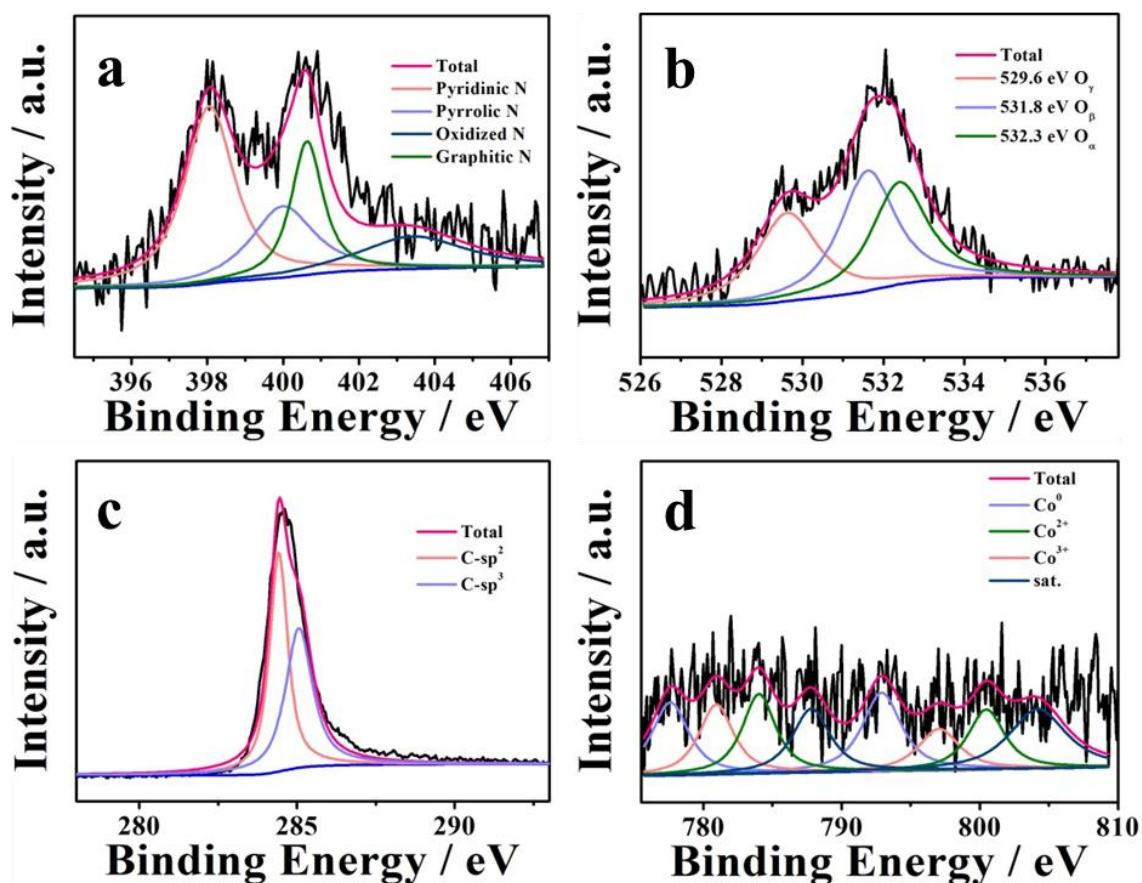 a
Total
Pyridinic N
Pyrrolic N
Oxidized N
Graphitic N
Intensity / a.u.
396 398 400 402 404 406
Binding Energy / eV
b
Total
529.6 eV Oγ
531.8 eV Oβ
532.3 eV Oα
Intensity / a.u.
526 528 530 532 534 536
Binding Energy / eV
c
Total
C-sp²
C-sp³
Intensity / a.u.
280 285 290
Binding Energy / eV
d
Total
Co⁰
Co²⁺
Co³⁺
sat.
Intensity / a.u.
780 790 800 810
Binding Energy / eV